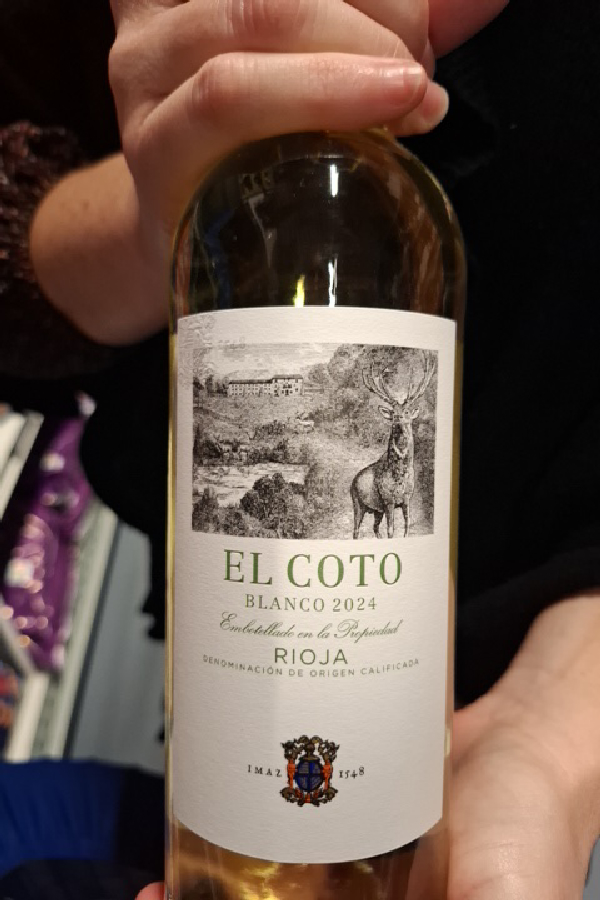 EL COTO
BLANCO 2024
Embotellado en la Propiedad
RIOJA
DENOMINACIÓN DE ORIGEN CALIFICADA
IMAZ 1548